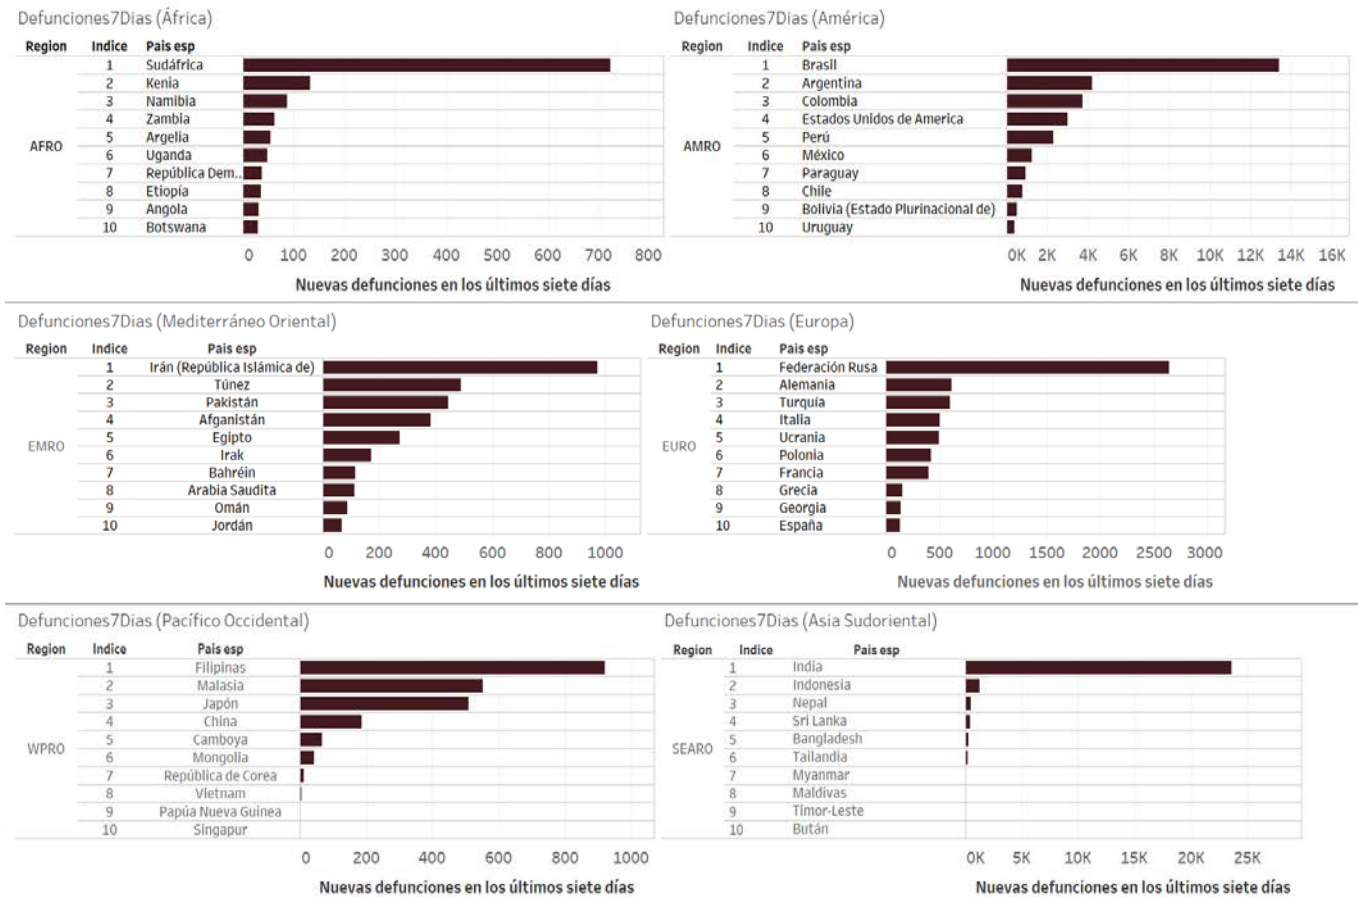 Defunciones7Dias (África)
Region Indice Pais esp
1 Sudáfrica
2 Kenia
3 Namibia
4 Zambia
5 Argelia
AFRO
6 Uganda
7 República Dem..
8 Etiopía
9 Angola
10 Botswana
0 100 200 300 400 500 600 700 800
Nuevas defunciones en los últimos siete días
Defunciones7Dias (América)
Region Indice Pais esp
1 Brasil
2 Argentina
3 Colombia
4 Estados Unidos de America
5 Perú
AMRO
6 México
7 Paraguay
8 Chile
9 Bolivia (Estado Plurinacional de)
10 Uruguay
0K 2K 4K 6K 8K 10K 12K 14K 16K
Nuevas defunciones en los últimos siete días
Defunciones7Dias (Mediterráneo Oriental)
Region Indice Pais esp
1 Irán (República Islámica de)
2 Túnez
3 Pakistán
4 Afganistán
5 Egipto
EMRO
6 Irak
7 Bahréin
8 Arabia Saudita
9 Omán
10 Jordán
0 200 400 600 800 1000
Nuevas defunciones en los últimos siete días
Defunciones7Dias (Europa)
Region Indice Pais esp
1 Federación Rusa
2 Alemania
3 Turquía
4 Italia
5 Ucrania
EURO
6 Polonia
7 Francia
8 Grecia
9 Georgia
10 España
0 500 1000 1500 2000 2500 3000
Nuevas defunciones en los últimos siete días
Defunciones7Dias (Pacífico Occidental)
Region Indice Pais esp
1 Filipinas
2 Malasia
3 Japón
4 China
5 Camboya
WPRO
6 Mongolia
7 República de Corea
8 Vietnam
9 Papúa Nueva Guinea
10 Singapur
0 200 400 600 800 1000
Nuevas defunciones en los últimos siete días
Defunciones7Dias (Asia Sudoriental)
Region Indice Pais esp
1 India
2 Indonesia
3 Nepal
4 Sri Lanka
5 Bangladesh
SEARO
6 Tailandia
7 Myanmar
8 Maldivas
9 Timor-Leste
10 Bután
0K 5K 10K 15K 20K 25K
Nuevas defunciones en los últimos siete días